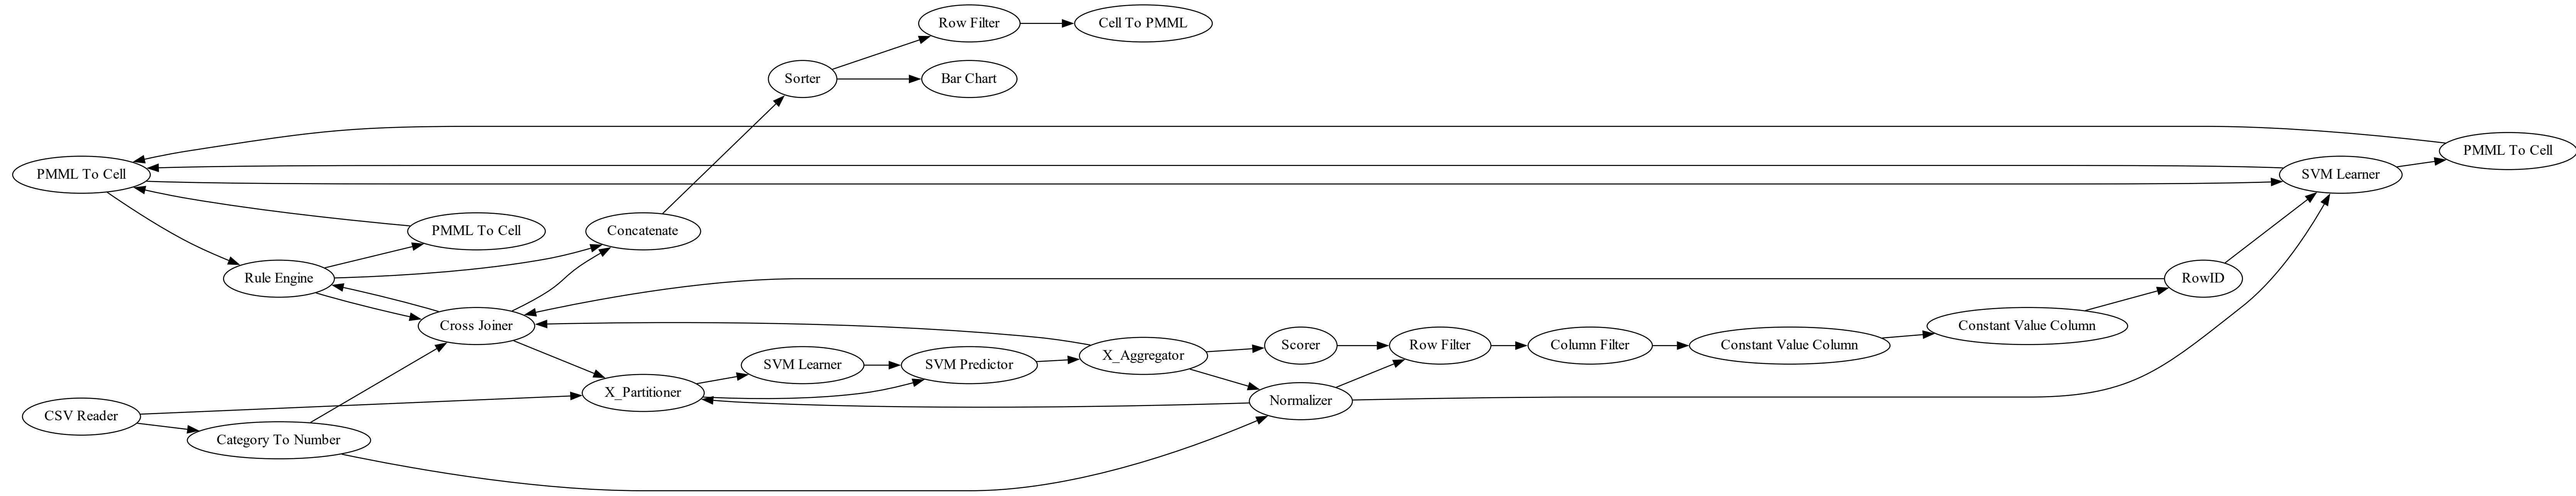 Row Filter
Cell To PMML
Sorter
Bar Chart
PMML To Cell
PMML To Cell
SVM Learner
PMML To Cell
Concatenate
Rule Engine
RowID
Cross Joiner
Constant Value Column
X_Aggregator
Scorer
Row Filter
Column Filter
Constant Value Column
SVM Learner
SVM Predictor
X_Partitioner
Normalizer
CSV Reader
Category To Number